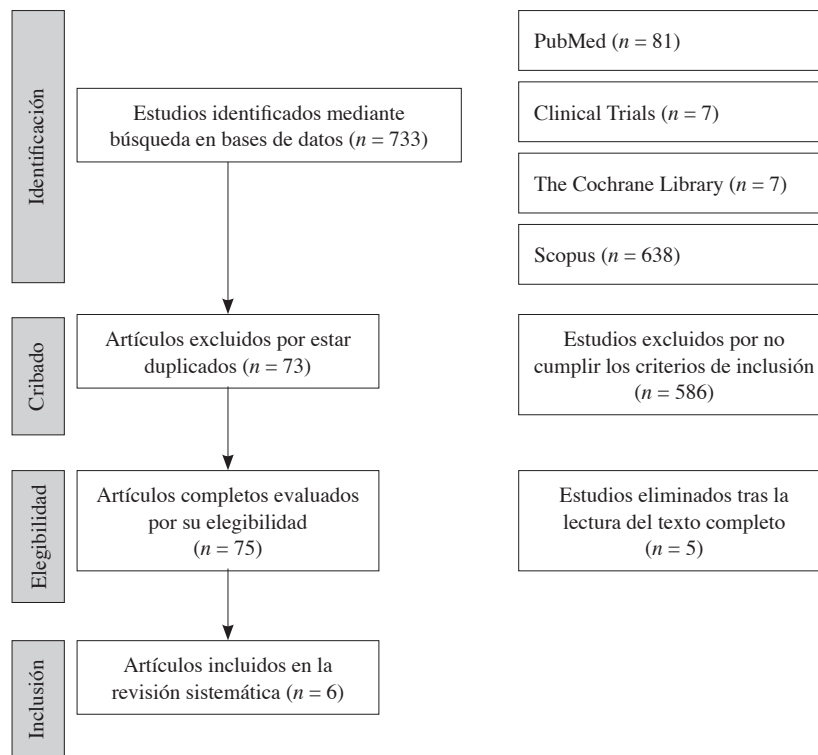 Identificación
Estudios identificados mediante
búsqueda en bases de datos (n = 733)
PubMed (n = 81)
Clinical Trials (n = 7)
The Cochrane Library (n = 7)
Scopus (n = 638)
Cribado
Artículos excluidos por estar
duplicados (n = 73)
Estudios excluidos por no
cumplir los criterios de inclusión
(n = 586)
Elegibilidad
Artículos completos evaluados
por su elegibilidad
(n = 75)
Estudios eliminados tras la
lectura del texto completo
(n = 5)
Inclusión
Artículos incluidos en la
revisión sistemática (n = 6)